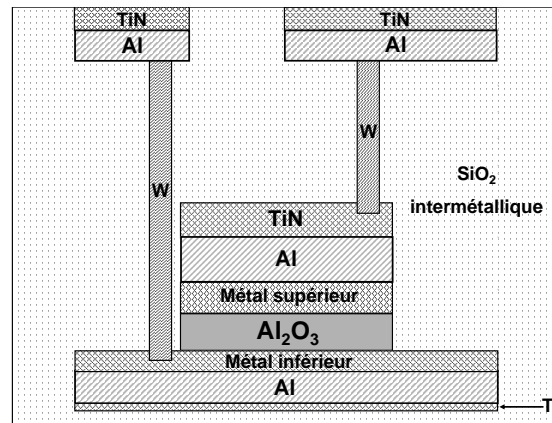 TiN
TiN
Al
Al
W
W
SiO₂
intermétallique
TiN
Al
Métal supérieur
Al₂O₃
Métal inférieur
Al
T